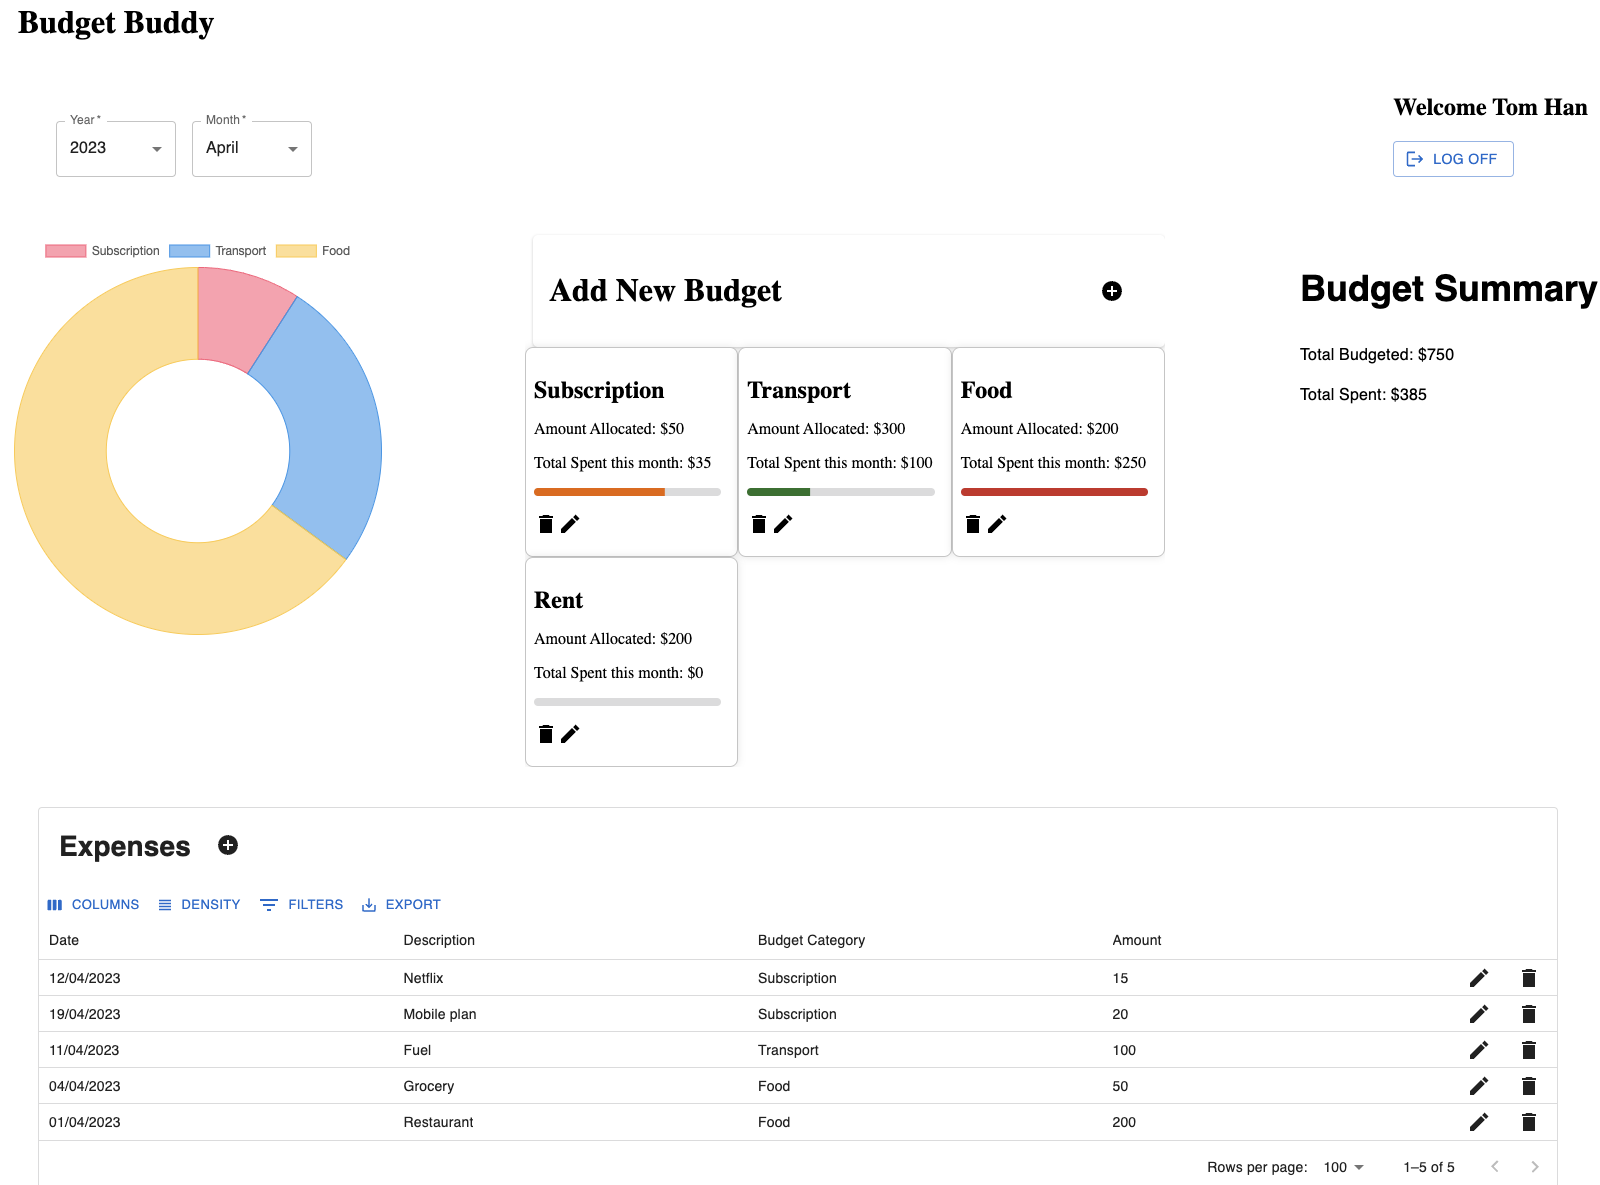 Budget Buddy
Year *
Month *
2023
April
Welcome Tom Han
LOG OFF
Subscription
Transport
Food
Add New Budget
Subscription
Amount Allocated: $50
Total Spent this month: $35
Transport
Amount Allocated: $300
Total Spent this month: $100
Food
Amount Allocated: $200
Total Spent this month: $250
Rent
Amount Allocated: $200
Total Spent this month: $0
Budget Summary
Total Budgeted: $750
Total Spent: $385
Expenses
COLUMNS DENSITY FILTERS EXPORT
Date Description Budget Category Amount
12/04/2023 Netflix Subscription 15
19/04/2023 Mobile plan Subscription 20
11/04/2023 Fuel Transport 100
04/04/2023 Grocery Food 50
01/04/2023 Restaurant Food 200
Rows per page: 100 1–5 of 5